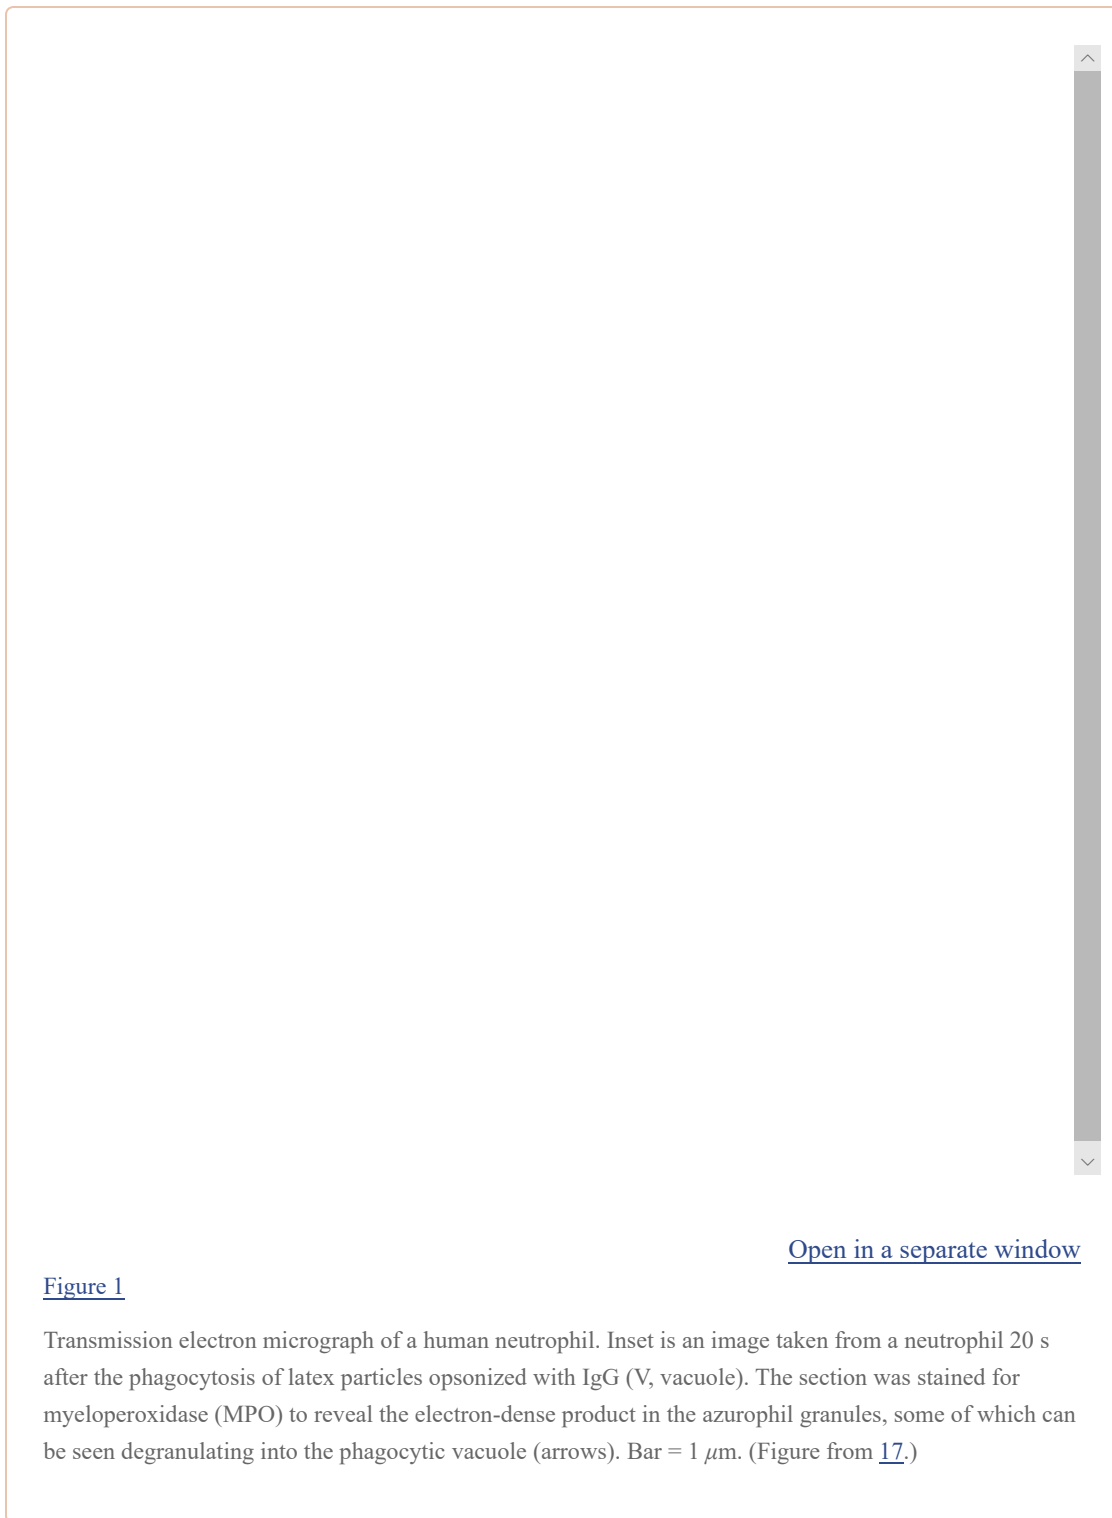 Open in a separate window
Figure 1
Transmission electron micrograph of a human neutrophil. Inset is an image taken from a neutrophil 20 s
after the phagocytosis of latex particles opsonized with IgG (V, vacuole). The section was stained for
myeloperoxidase (MPO) to reveal the electron-dense product in the azurophil granules, some of which can
be seen degranulating into the phagocytic vacuole (arrows). Bar = 1 μm. (Figure from 17.)